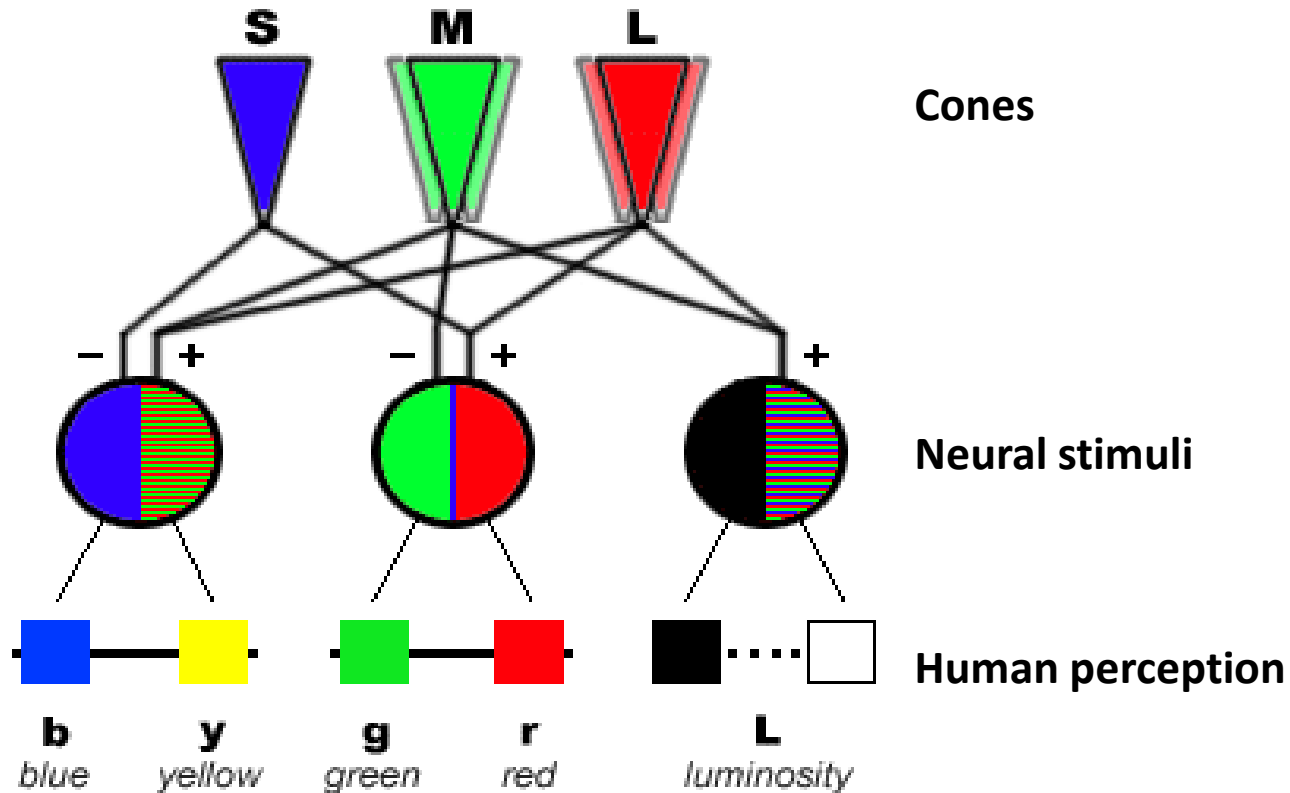 S M L
Cones
− + − + +
Neural stimuli
Human perception
b y g r L
blue yellow green red luminosity